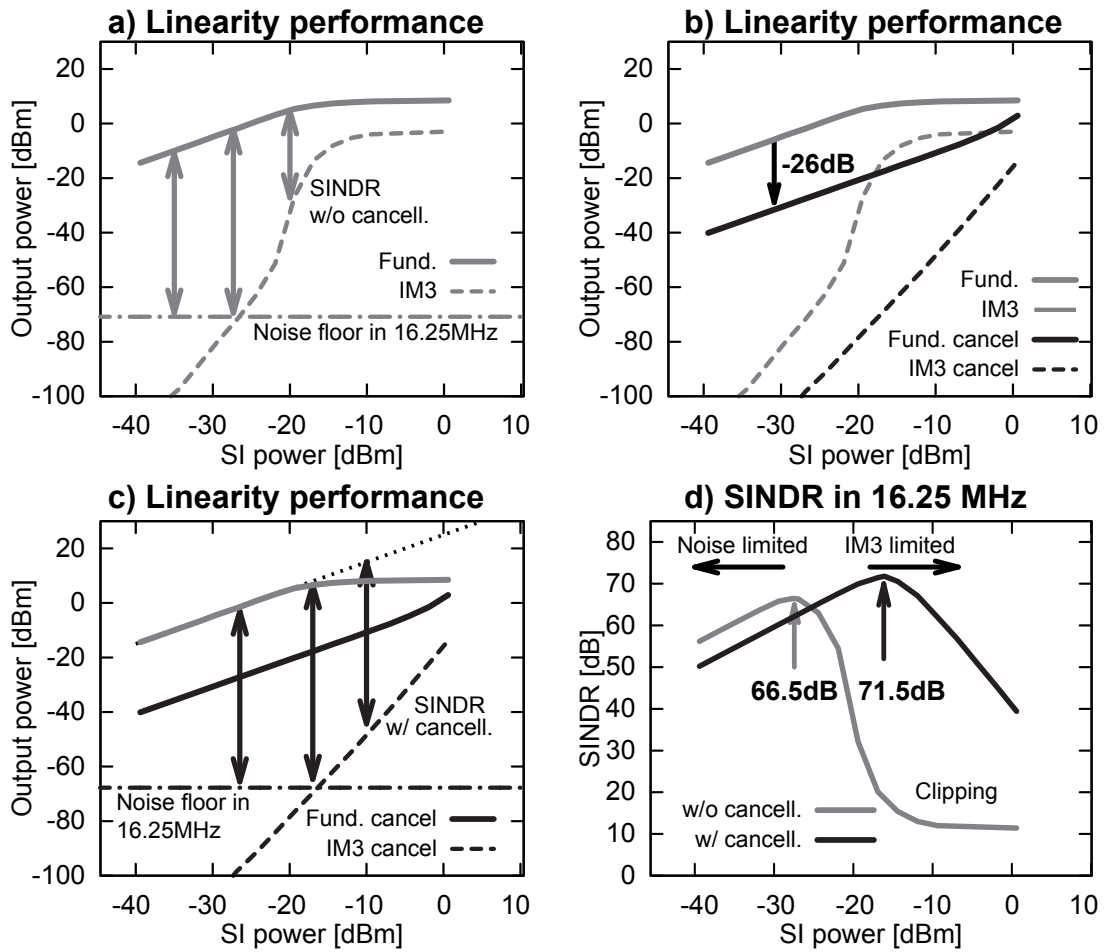 a) Linearity performance
Output power [dBm]
20
0
-20
-40
-60
-80
-100
SINDR
w/o cancell.
Fund.
IM3
Noise floor in 16.25MHz
-40 -30 -20 -10 0 10
SI power [dBm]
b) Linearity performance
Output power [dBm]
20
0
-20
-40
-60
-80
-100
-26dB
Fund.
IM3
Fund. cancel
IM3 cancel
-40 -30 -20 -10 0 10
SI power [dBm]
c) Linearity performance
Output power [dBm]
20
0
-20
-40
-60
-80
-100
SINDR
w/ cancell.
Noise floor in
16.25MHz
Fund. cancel
IM3 cancel
-40 -30 -20 -10 0 10
SI power [dBm]
d) SINDR in 16.25 MHz
SINDR [dB]
80
70
60
50
40
30
20
10
0
Noise limited IM3 limited
66.5dB 71.5dB
Clipping
w/o cancell.
w/ cancell.
-40 -30 -20 -10 0 10
SI power [dBm]